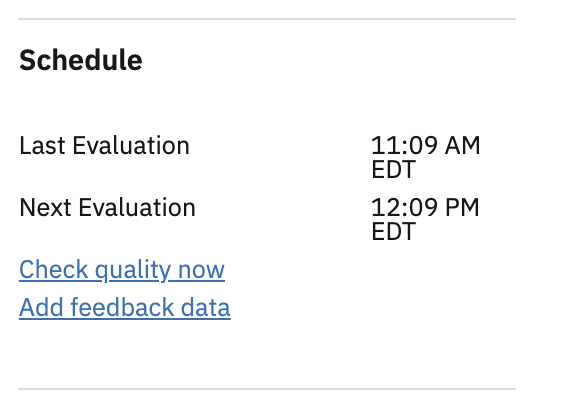 Schedule
Last Evaluation 11:09 AM
EDT
Next Evaluation 12:09 PM
EDT
Check quality now
Add feedback data